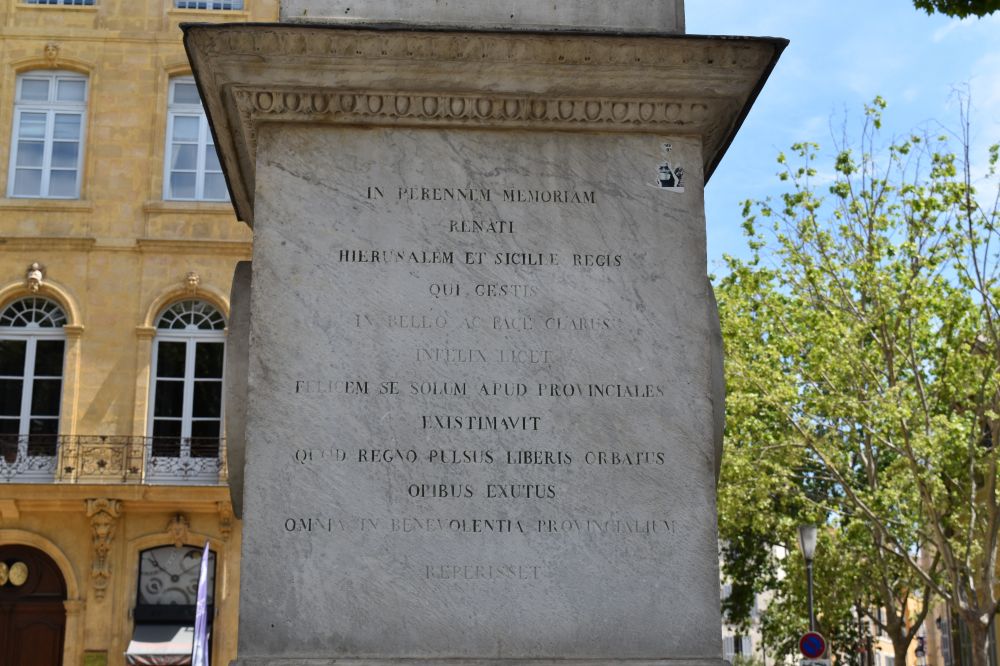 IN PERENNEM MEMORIAM
RENATI
HIERUSALEM ET SICILIÆ REGIS
QUI GESTIS
IN BELLO AC PACE CLARUS
INFELIX LICET
FELICEM SE SOLUM APUD PROVINCIALES
EXISTIMAVIT
QUOD REGNO PULSUS LIBERIS ORBATUS
OPIBUS EXUTUS
OMNIA IN BENEVOLENTIA PROVINCIALIUM
REPERISSET